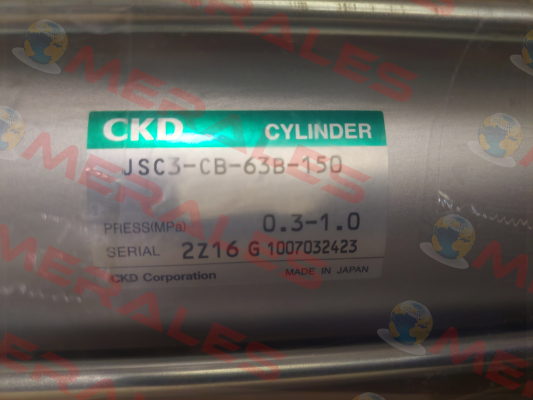 CKD CYLINDER
JSC3-CB-63B-150
PRESS(MPa) 0.3-1.0
SERIAL 2Z16 G 1007032423
CKD Corporation MADE IN JAPAN
MERALES
MERALES
MERALES